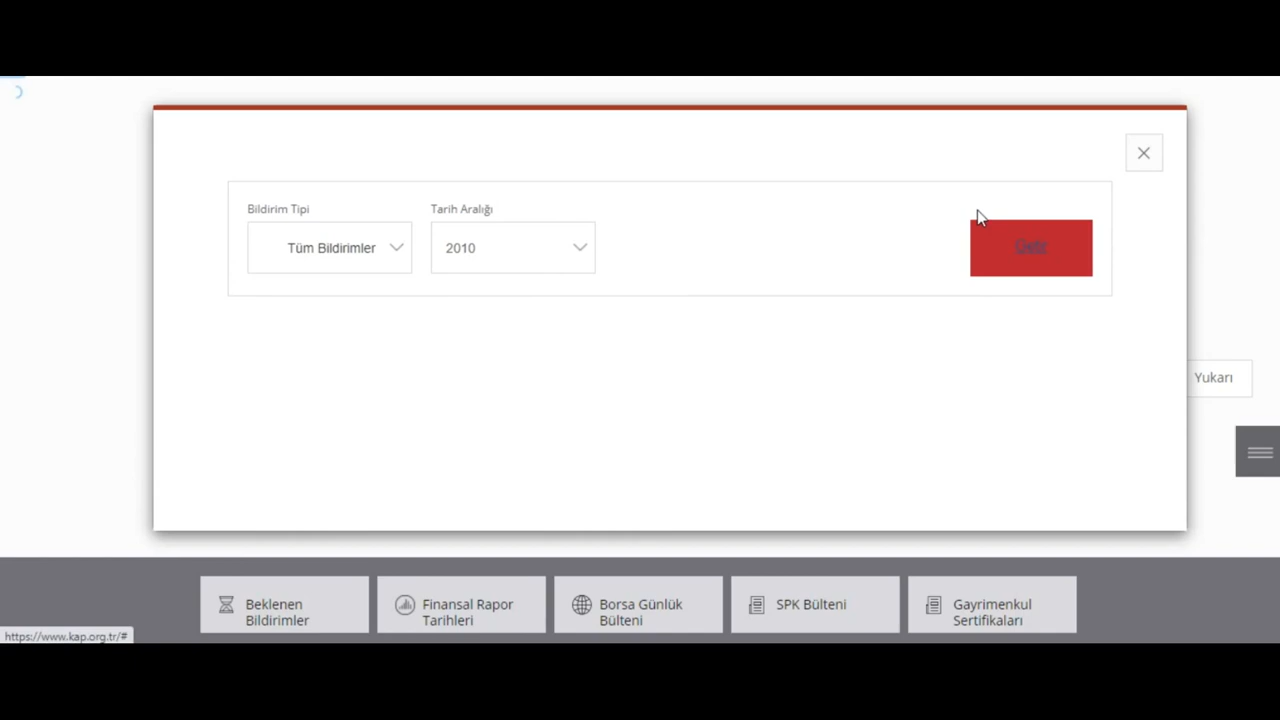 Bildirim Tipi
Tarih Aralığı
Tüm Bildirimler
2010
Yukarı
Beklenen
Bildirimler
Finansal Rapor
Tarihleri
Borsa Günlük
Bülteni
SPK Bülteni
Gayrimenkul
Sertifikaları
https://www.kap.org.tr/#